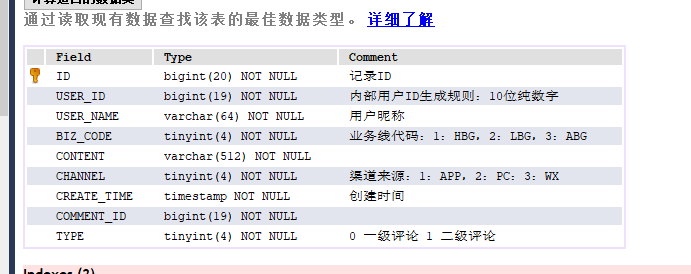 通过读取现有数据查找该表的最佳数据类型。 详细了解
Field Type Comment
ID bigint(20) NOT NULL 记录ID
USER_ID bigint(19) NOT NULL 内部用户ID生成规则：10位纯数字
USER_NAME varchar(64) NOT NULL 用户昵称
BIZ_CODE tinyint(4) NOT NULL 业务线代码：1：HBG，2：LBG，3：ABG
CONTENT varchar(512) NOT NULL
CHANNEL tinyint(4) NOT NULL 渠道来源：1：APP，2：PC：3：WX
CREATE_TIME timestamp NOT NULL 创建时间
COMMENT_ID bigint(19) NOT NULL
TYPE tinyint(4) NOT NULL 0 一级评论 1 二级评论
Indexes (2)